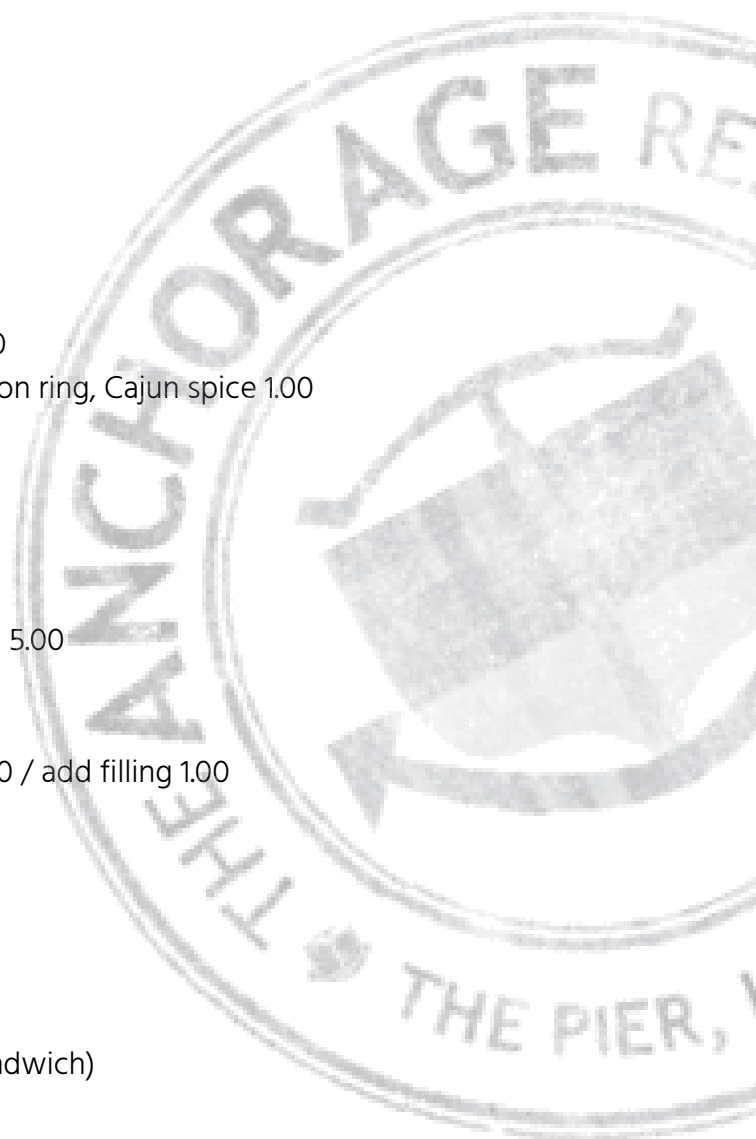 THE ANCHORAGE RE
0
on ring, Cajun spice 1.00
5.00
0 / add filling 1.00
THE PIER,
dwich)